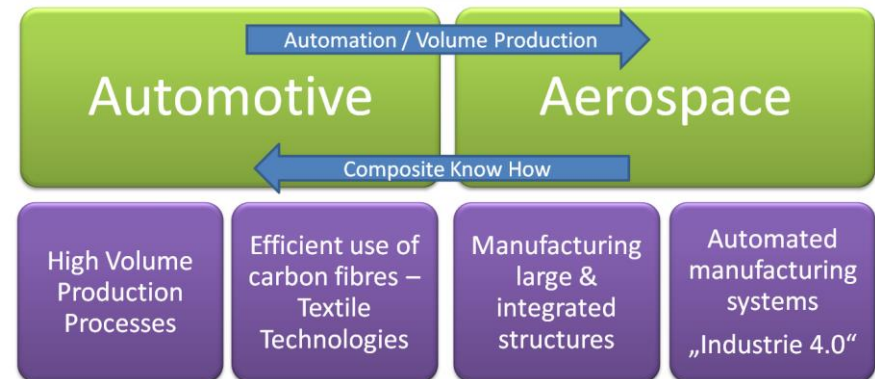 Automation / Volume Production
Automotive
Aerospace
Composite Know How
High Volume
Production
Processes
Efficient use of
carbon fibres –
Textile
Technologies
Manufacturing
large &
integrated
structures
Automated
manufacturing
systems
„Industrie 4.0“